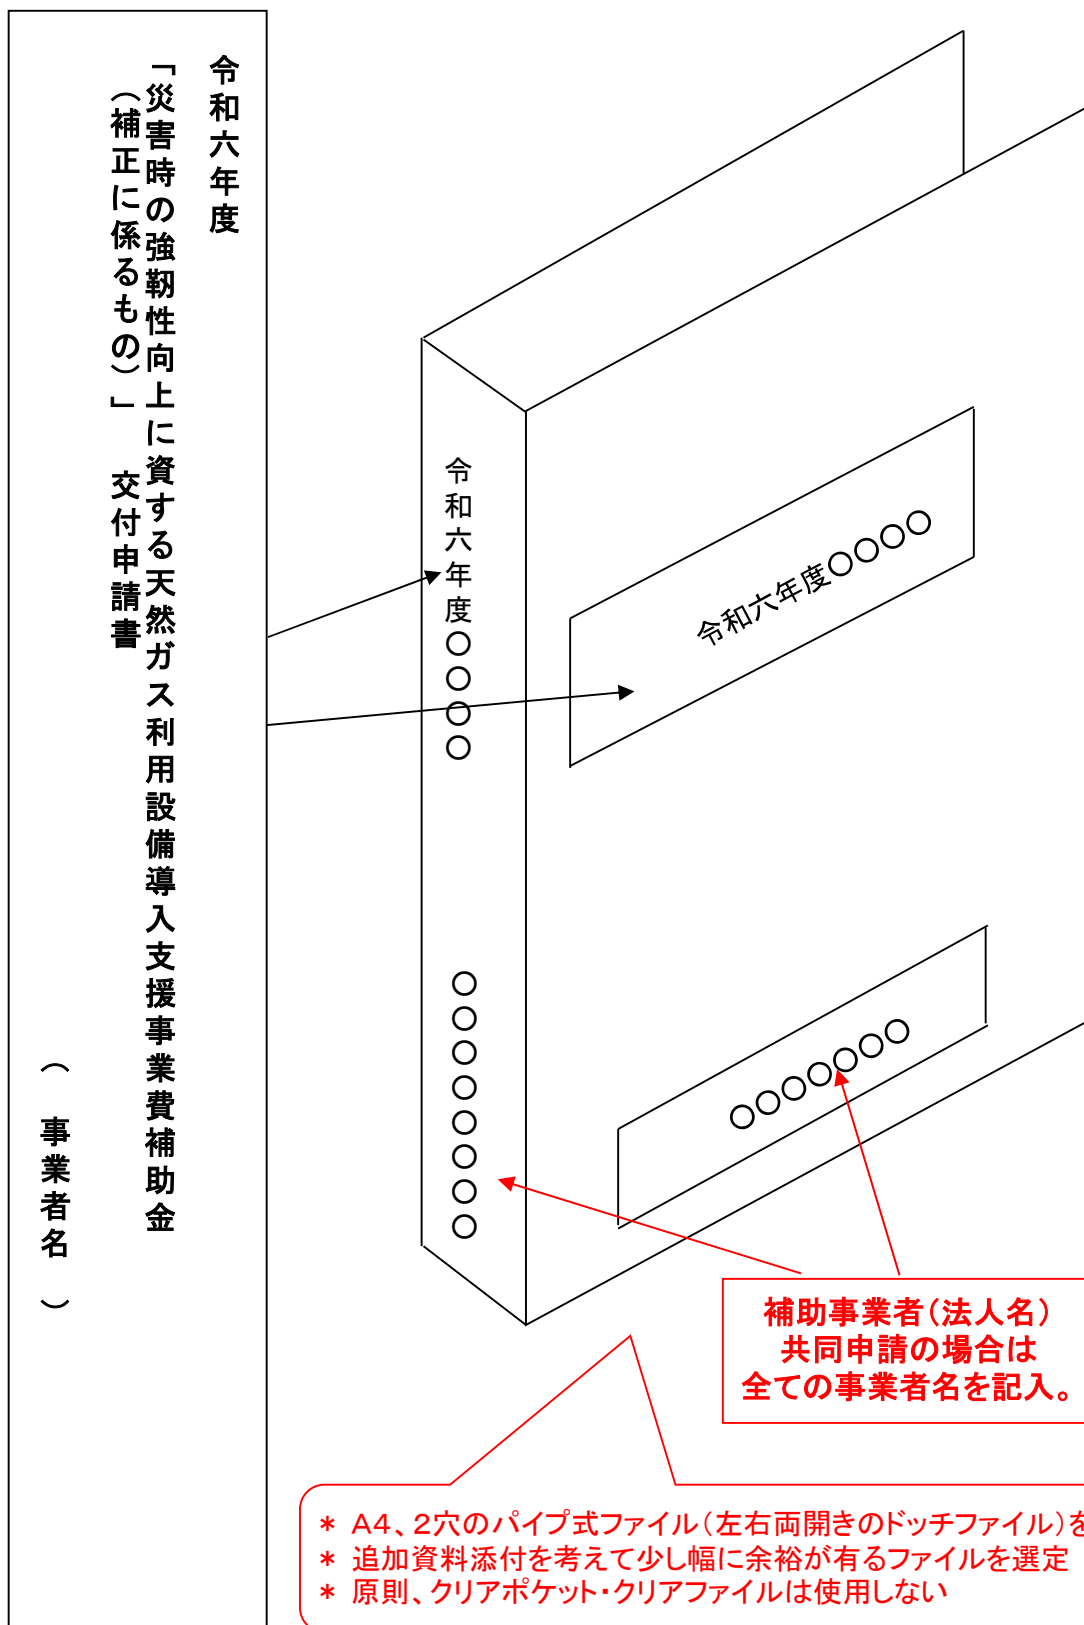 令和六年度
「災害時の強靭性向上に資する天然ガス利用設備導入支援事業費補助金
（補正に係るもの）」　交付申請書
（　事業者名　）
令和六年度〇〇〇〇
〇〇〇〇〇〇〇〇
令和六年度〇〇〇〇
〇〇〇〇〇〇〇
補助事業者（法人名）
共同申請の場合は
全ての事業者名を記入。
* A4、2穴のパイプ式ファイル（左右両開きのドッチファイル）を
* 追加資料添付を考えて少し幅に余裕が有るファイルを選定
* 原則、クリアポケット・クリアファイルは使用しない